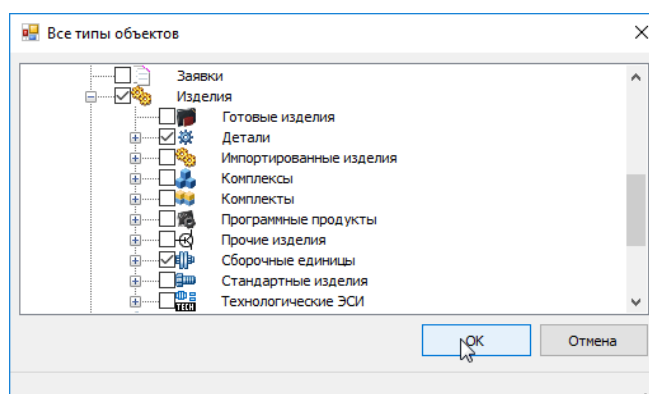 Все типы объектов
Заявки
Изделия
Готовые изделия
Детали
Импортированные изделия
Комплексы
Комплекты
Программные продукты
Прочие изделия
Сборочные единицы
Стандартные изделия
TECH Технологические ЭСИ
OK Отмена